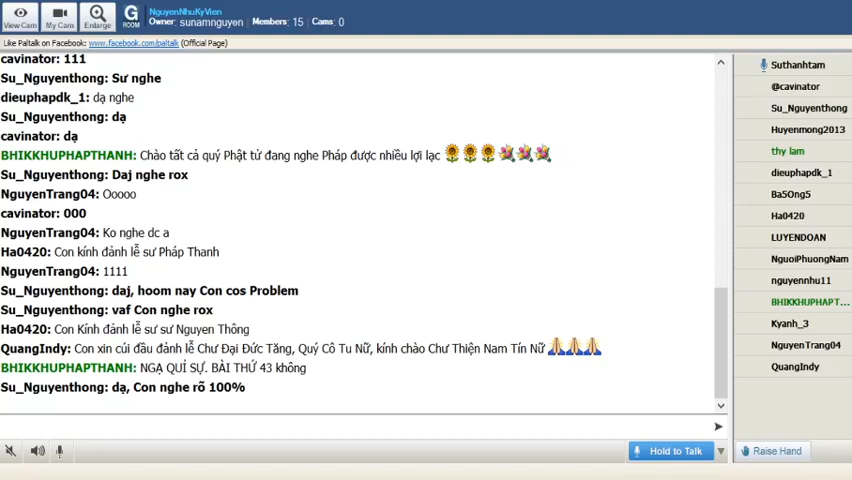 NguyenNhuKyVien
Owner: sunamnguyen Members: 15 Cams: 0
View Cam My Cam Enlarge G ROOM
Like Paltalk on Facebook: www.facebook.com/paltalk (Official Page)
cavinator: 111
Su_Nguyenthong: Sư nghe
dieuphapdk_1: dạ nghe
Su_Nguyenthong: dạ
cavinator: dạ
BHIKKHUPHAPTHANH: Chào tất cả quý Phật tử đang nghe Pháp được nhiều lợi lạc
Su_Nguyenthong: Daj nghe rox
NguyenTrang04: Ooooo
cavinator: 000
NguyenTrang04: Ko nghe dc a
Ha0420: Con kính đảnh lễ sư Pháp Thanh
NguyenTrang04: 1111
Su_Nguyenthong: daj, hoom nay Con cos Problem
Su_Nguyenthong: vaf Con nghe rox
Ha0420: Con Kính đảnh lễ sư sư Nguyen Thông
QuangIndy: Con xin cúi đầu đảnh lễ Chư Đại Đức Tăng, Quý Cô Tu Nữ, kính chào Chư Thiện Nam Tín Nữ
BHIKKHUPHAPTHANH: NGẠ QUỈ SỰ. BÀI THỨ 43 không
Su_Nguyenthong: dạ, Con nghe rõ 100%
Hold to Talk
Suthanhtam
@cavinator
Su_Nguyenthong
Huyenmong2013
thy lam
dieuphapdk_1
Ba5Ong5
Ha0420
LUYENDOAN
NguoiPhuongNam
nguyennhu11
BHIKKHUPHAPT...
Kyanh_3
NguyenTrang04
QuangIndy
Raise Hand